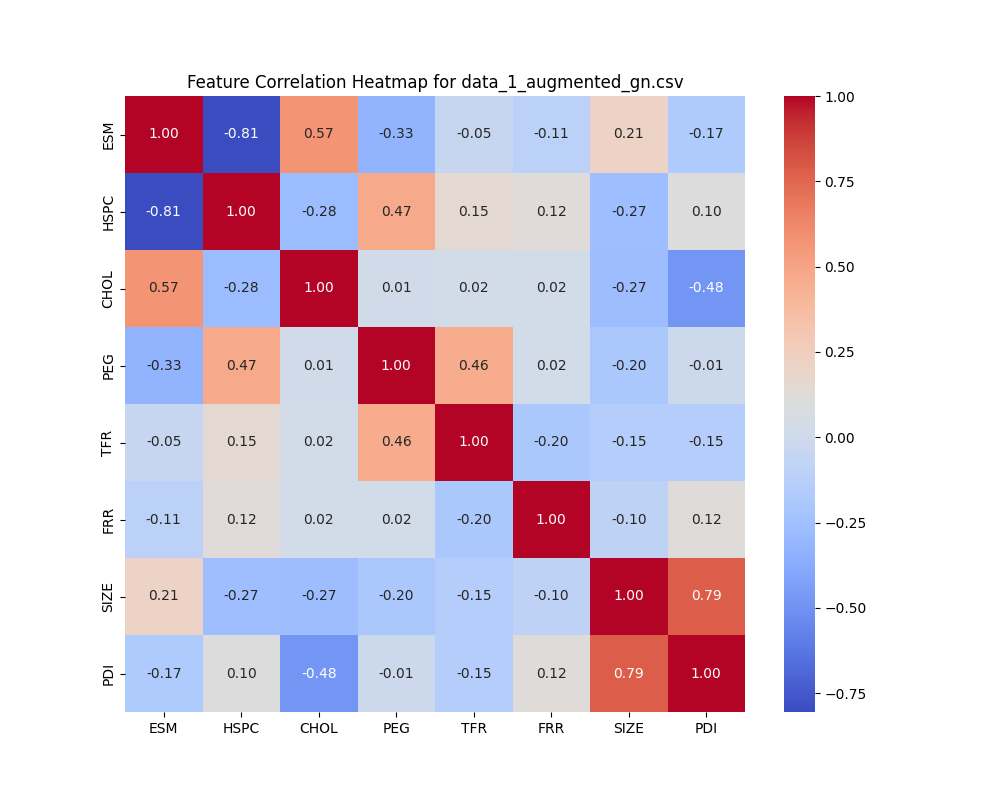 Feature Correlation Heatmap for data_1_augmented_gn.csv
ESM 1.00 -0.81 0.57 -0.33 -0.05 -0.11 0.21 -0.17
HSPC -0.81 1.00 -0.28 0.47 0.15 0.12 -0.27 0.10
CHOL 0.57 -0.28 1.00 0.01 0.02 0.02 -0.27 -0.48
PEG -0.33 0.47 0.01 1.00 0.46 0.02 -0.20 -0.01
TFR -0.05 0.15 0.02 0.46 1.00 -0.20 -0.15 -0.15
FRR -0.11 0.12 0.02 0.02 -0.20 1.00 -0.10 0.12
SIZE 0.21 -0.27 -0.27 -0.20 -0.15 -0.10 1.00 0.79
PDI -0.17 0.10 -0.48 -0.01 -0.15 0.12 0.79 1.00
ESM HSPC CHOL PEG TFR FRR SIZE PDI
1.00
0.75
0.50
0.25
0.00
−0.25
−0.50
−0.75